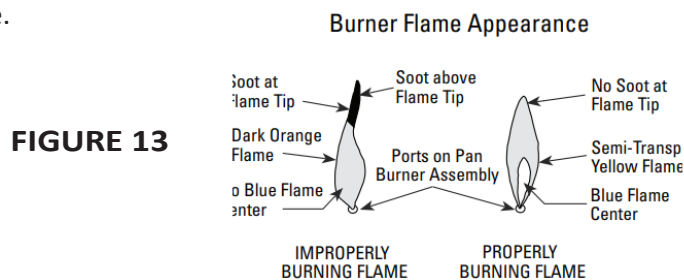 e.
Burner Flame Appearance
FIGURE 13
Soot at
Flame Tip
Dark Orange
Flame
o Blue Flame
enter
Soot above
Flame Tip
Ports on Pan
Burner Assembly
No Soot at
Flame Tip
Semi-Transp
Yellow Flame
Blue Flame
Center
IMPROPERLY
BURNING FLAME
PROPERLY
BURNING FLAME